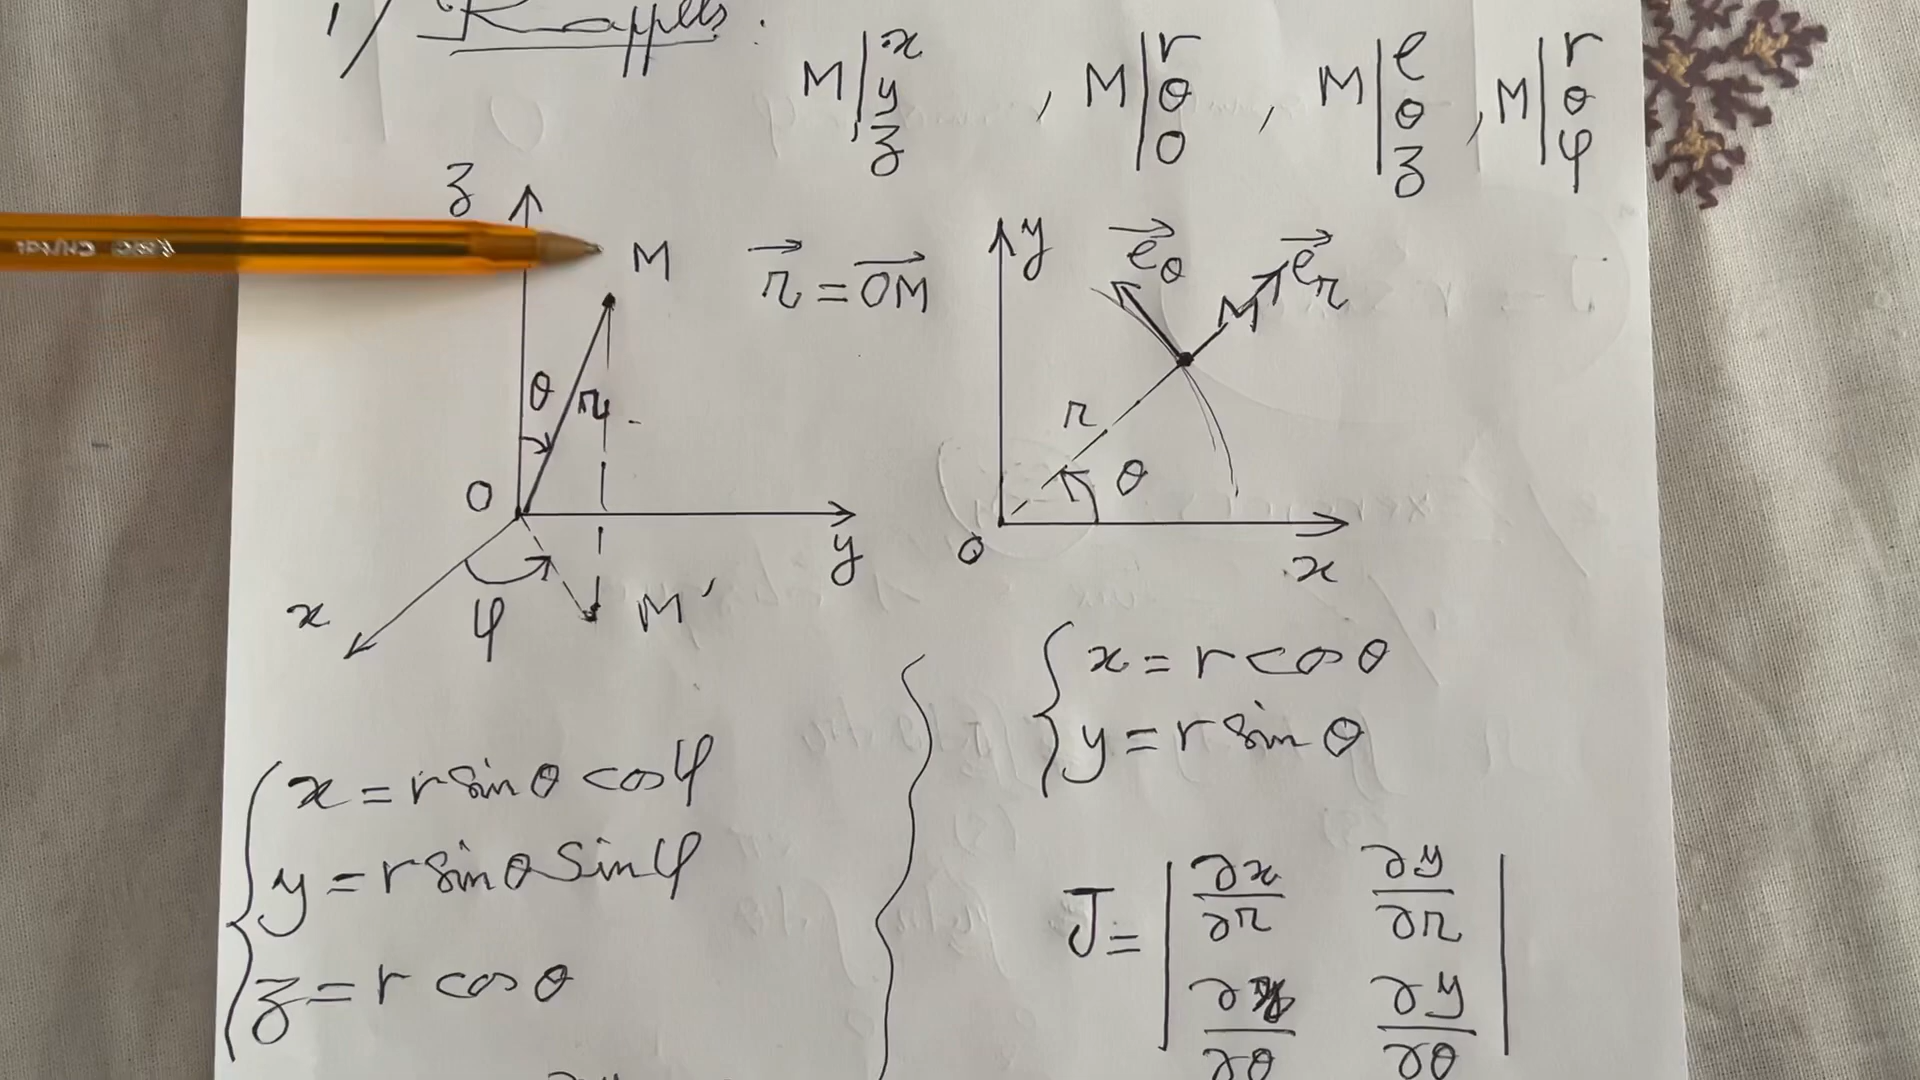 1/ Rappels :
M | x y z , M | r θ 0 , M | ρ θ z , M | r θ φ
z
M
r⃗ = OM⃗
y
e⃗θ
e⃗r
M
θ
r
r
θ
O
y
O
x
x
φ
M'
{ x = r cos θ
y = r sin θ
{ x = r sin θ cos φ
y = r sin θ sin φ
z = r cos θ
J = | ∂x/∂r ∂y/∂r
∂x/∂θ ∂y/∂θ |